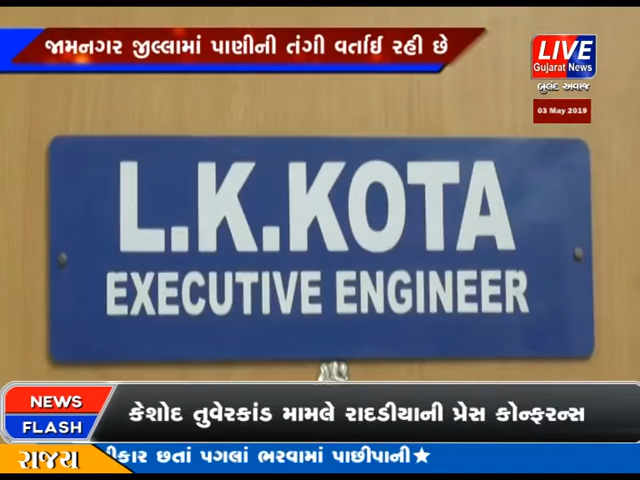 જામનગર જીલ્લામાં પાણીની તંગી વર્તાઈ રહી છે
LIVE
Gujarat News
બુલંદ અવાજ
03 May 2019
L.K.KOTA
EXECUTIVE ENGINEER
NEWS
FLASH
કેશોદ તુવેરકાંડ મામલે રાદડીયાની પ્રેસ કોન્ફરન્સ
રાજ્ય
છતાં પગલાં ભરવામાં પાછીપાની★